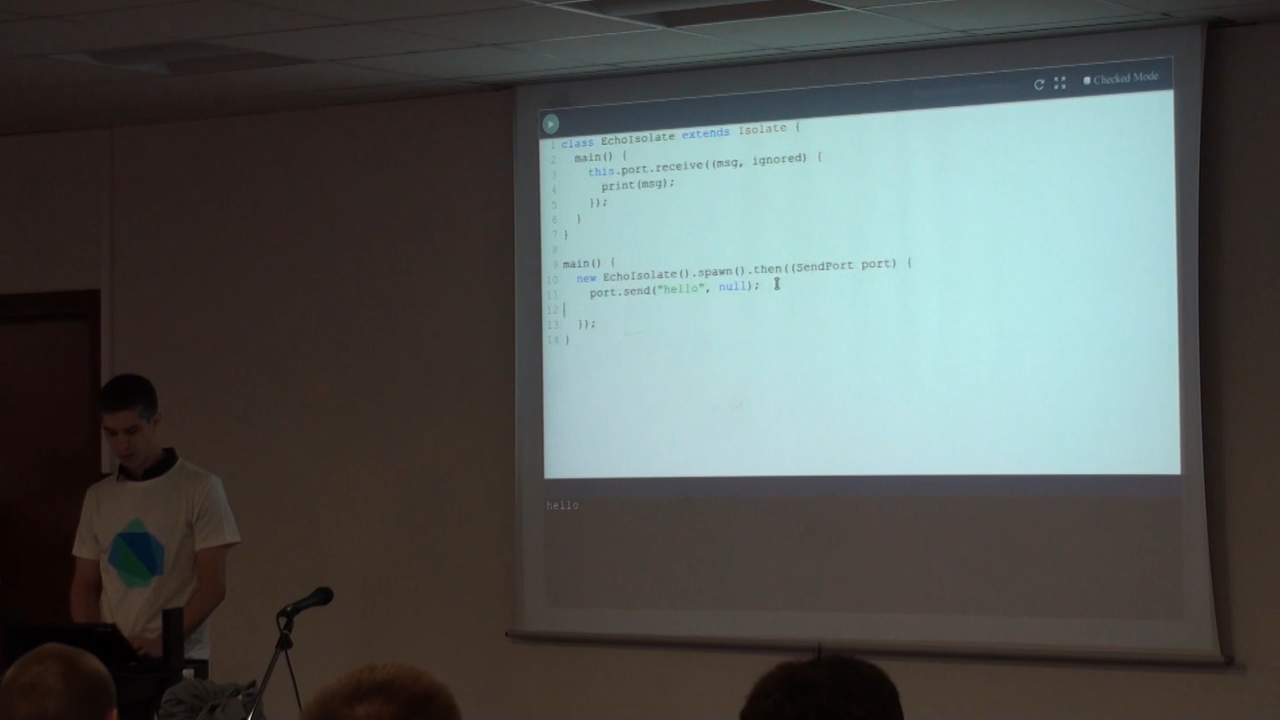 Checked Mode
1 class EchoIsolate extends Isolate {
2 main() {
3 this.port.receive((msg, ignored) {
4 print(msg);
5 });
6 }
7 }
8
9 main() {
10 new EchoIsolate().spawn().then((SendPort port) {
11 port.send("hello", null);
12
13 });
14 }
hello